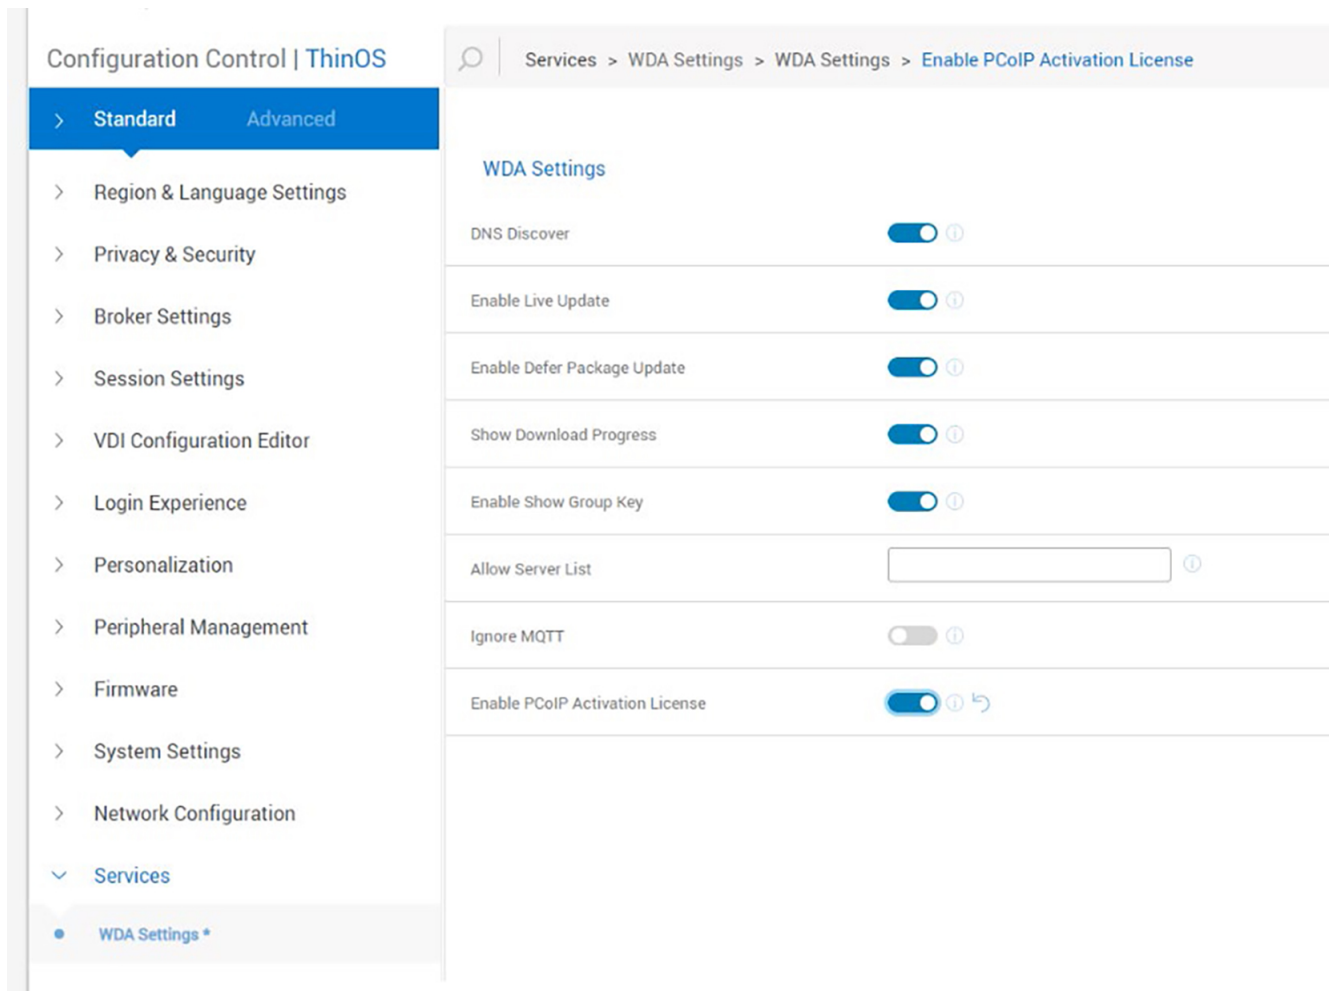 Configuration Control | ThinOS
Services > WDA Settings > WDA Settings > Enable PCoIP Activation License
Standard Advanced
Region & Language Settings
Privacy & Security
Broker Settings
Session Settings
VDI Configuration Editor
Login Experience
Personalization
Peripheral Management
Firmware
System Settings
Network Configuration
Services
WDA Settings *
WDA Settings
DNS Discover
Enable Live Update
Enable Defer Package Update
Show Download Progress
Enable Show Group Key
Allow Server List
Ignore MQTT
Enable PCoIP Activation License